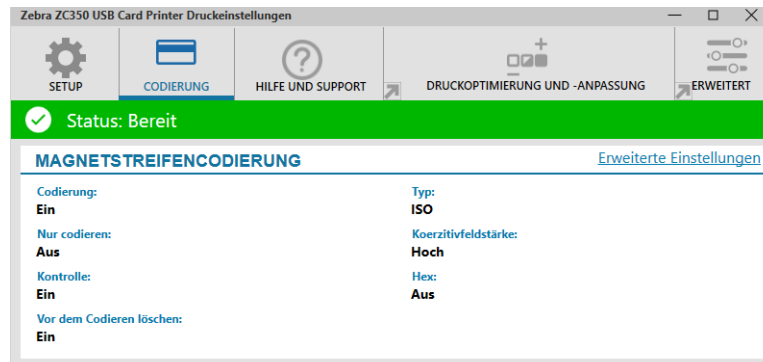 Zebra ZC350 USB Card Printer Druckeinstellungen
SETUP
CODIERUNG
HILFE UND SUPPORT
DRUCKOPTIMIERUNG UND -ANPASSUNG
ERWEITERT
Status: Bereit
MAGNETSTREIFENCODIERUNG
Erweiterte Einstellungen
Codierung:
Ein
Typ:
ISO
Nur codieren:
Aus
Koerzitivfeldstärke:
Hoch
Kontrolle:
Ein
Hex:
Aus
Vor dem Codieren löschen:
Ein